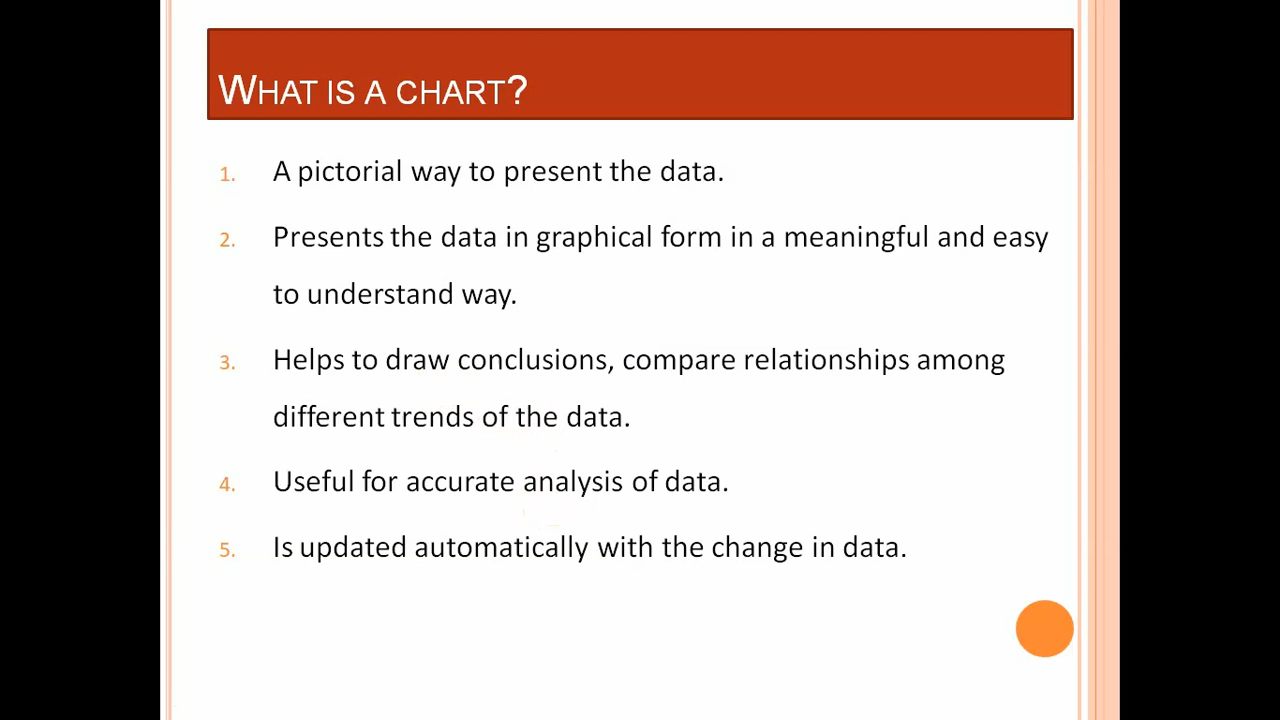 WHAT IS A CHART?
1. A pictorial way to present the data.
2. Presents the data in graphical form in a meaningful and easy
to understand way.
3. Helps to draw conclusions, compare relationships among
different trends of the data.
4. Useful for accurate analysis of data.
5. Is updated automatically with the change in data.